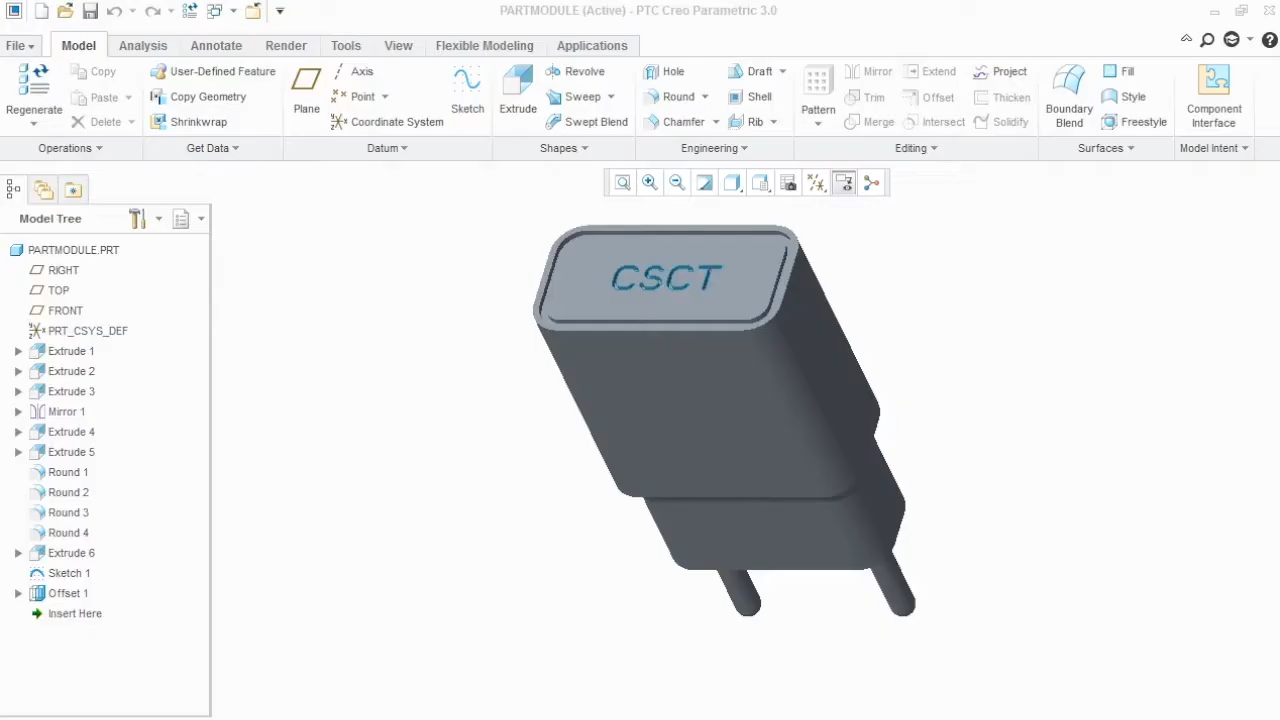 PARTMODULE (Active) - PTC Creo Parametric 3.0
File Model Analysis Annotate Render Tools View Flexible Modeling Applications
Regenerate
Copy
Paste
Delete
Operations
User-Defined Feature
Copy Geometry
Shrinkwrap
Get Data
Plane
Axis
Point
Coordinate System
Sketch
Datum
Extrude
Revolve
Sweep
Swept Blend
Shapes
Hole
Round
Chamfer
Draft
Shell
Rib
Engineering
Pattern
Mirror
Trim
Merge
Extend
Offset
Intersect
Project
Thicken
Solidify
Editing
Boundary
Blend
Fill
Style
Freestyle
Surfaces
Component
Interface
Model Intent
Model Tree
PARTMODULE.PRT
RIGHT
TOP
FRONT
PRT_CSYS_DEF
Extrude 1
Extrude 2
Extrude 3
Mirror 1
Extrude 4
Extrude 5
Round 1
Round 2
Round 3
Round 4
Extrude 6
Sketch 1
Offset 1
Insert Here
CSCT